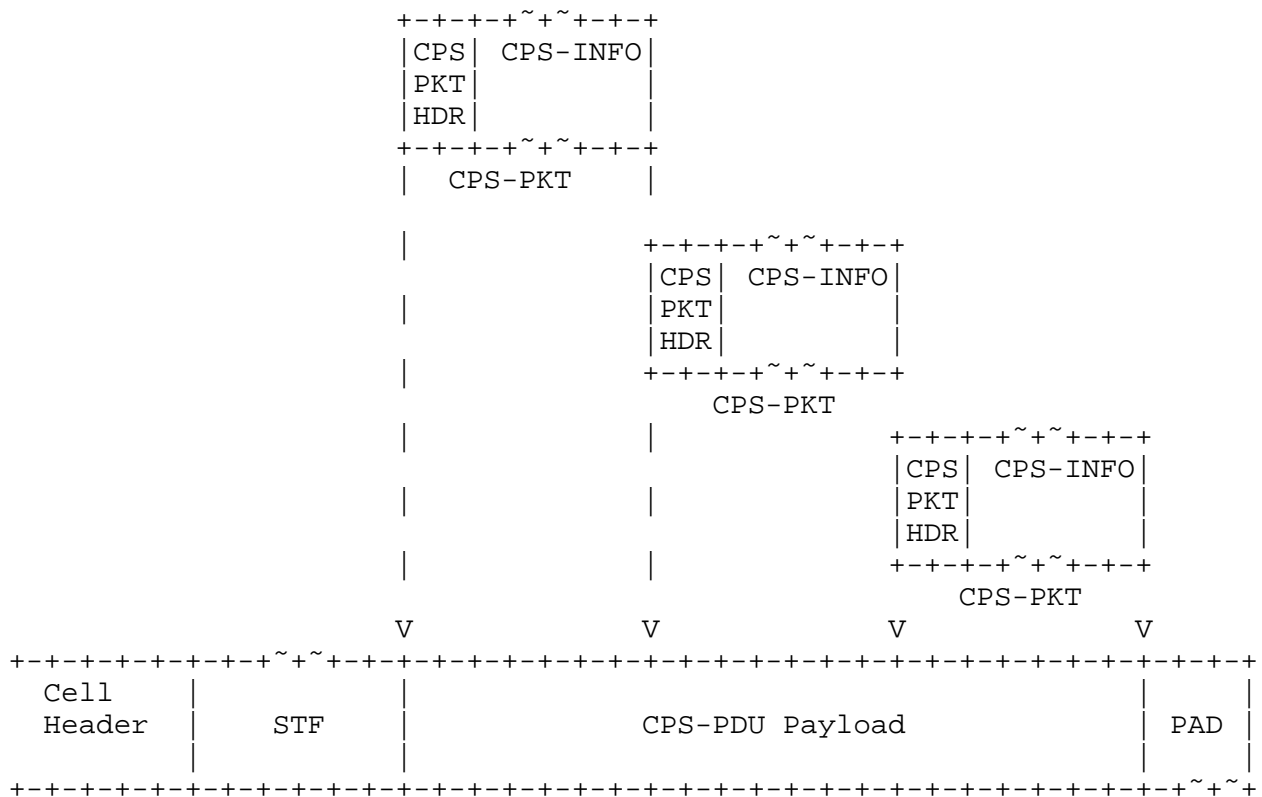 +-+-+-+~+~+-+-+
|CPS| CPS-INFO|
|PKT| |
|HDR| |
+-+-+-+~+~+-+-+
| CPS-PKT |
| +-+-+-+~+~+-+-+
|CPS| CPS-INFO|
| |PKT| |
|HDR| |
| +-+-+-+~+~+-+-+
CPS-PKT
| | +-+-+-+~+~+-+-+
|CPS| CPS-INFO|
| | |PKT| |
|HDR| |
| | +-+-+-+~+~+-+-+
CPS-PKT
V V V V
+-+-+-+-+-+-+-+~+~+-+-+-+-+-+-+-+-+-+-+-+-+-+-+-+-+-+-+-+-+-+-+-+-+-+-+
Cell | | | |
Header | STF | CPS-PDU Payload | PAD |
| | | |
+-+-+-+-+-+-+-+-+-+-+-+-+-+-+-+-+-+-+-+-+-+-+-+-+-+-+-+-+-+-+-+-+-+~+~+